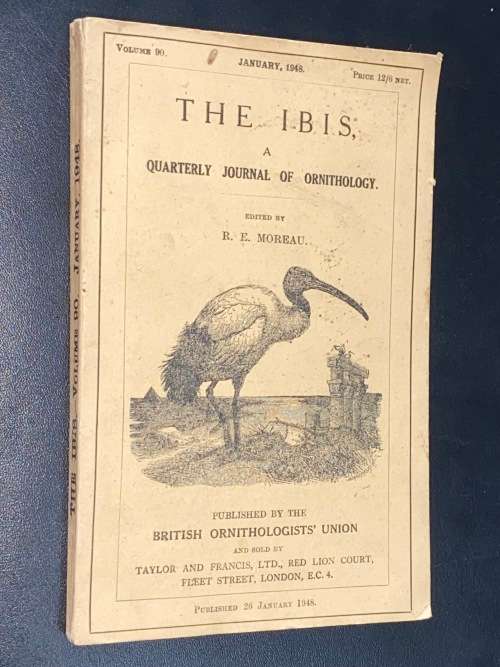 VOLUME 90.
JANUARY, 1948.
PRICE 12/6 NET.
THE IBIS,
A
QUARTERLY JOURNAL OF ORNITHOLOGY.
EDITED BY
R. E. MOREAU.
PUBLISHED BY THE
BRITISH ORNITHOLOGISTS' UNION
AND SOLD BY
TAYLOR AND FRANCIS, LTD., RED LION COURT,
FLEET STREET, LONDON, E.C. 4.
PUBLISHED 26 JANUARY 1948.
THE IBIS—VOLUME 90, JANUARY, 1948.